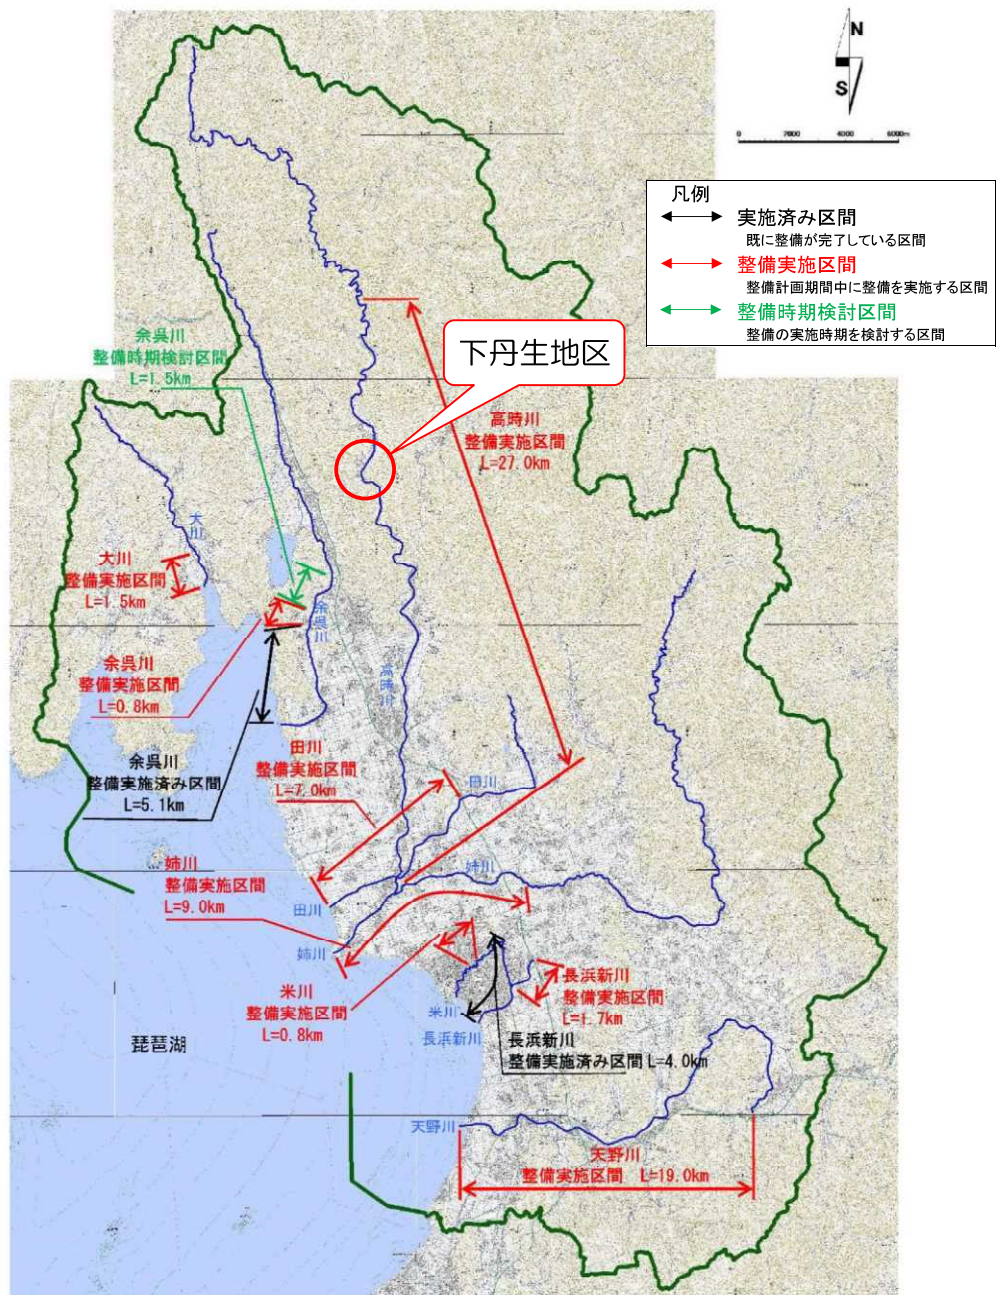 N
S
0
2000
4000
6000m
凡例
実施済み区間
既に整備が完了している区間
整備実施区間
整備計画期間中に整備を実施する区間
整備時期検討区間
整備の実施時期を検討する区間
余呉川
整備時期検討区間
L=1.5km
下丹生地区
高時川
整備実施区間
L=27.0km
大川
大川
整備実施区間
L=1.5km
余呉川
余呉川
整備実施区間
L=0.8km
高時川
余呉川
整備実施済み区間
L=5.1km
田川
整備実施区間
L=7.0km
田川
姉川
整備実施区間
L=9.0km
姉川
田川
姉川
米川
整備実施区間
L=0.8km
長浜新川
整備実施区間
L=1.7km
米川
長浜新川
長浜新川
整備実施済み区間 L=4.0km
琵琶湖
天野川
天野川
整備実施区間 L=19.0km